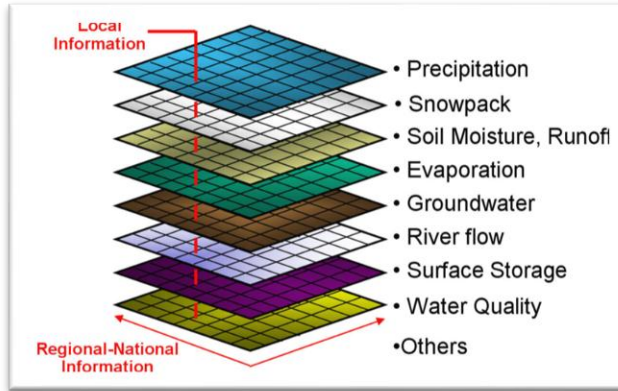 Local
Information
• Precipitation
• Snowpack
• Soil Moisture, Runoff
• Evaporation
• Groundwater
• River flow
• Surface Storage
• Water Quality
•Others
Regional-National
Information